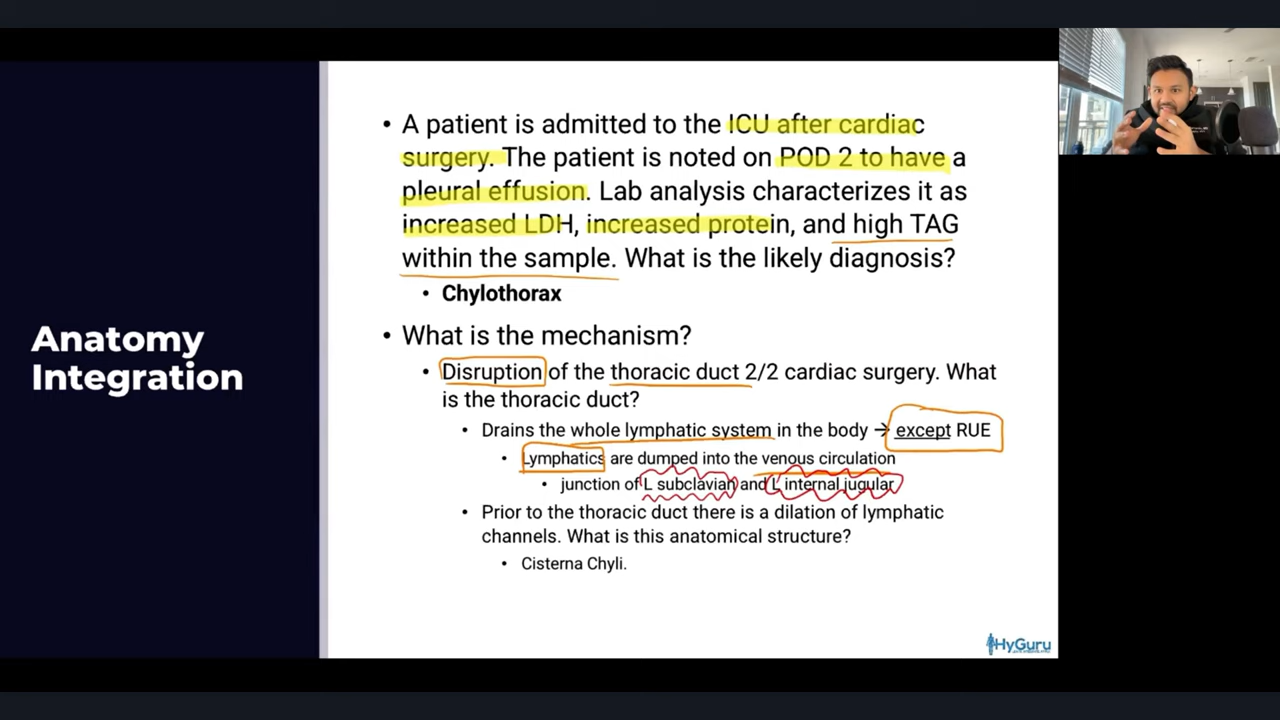 Anatomy
Integration
• A patient is admitted to the ICU after cardiac
surgery. The patient is noted on POD 2 to have a
pleural effusion. Lab analysis characterizes it as
increased LDH, increased protein, and high TAG
within the sample. What is the likely diagnosis?
• Chylothorax
• What is the mechanism?
• Disruption of the thoracic duct 2/2 cardiac surgery. What
is the thoracic duct?
• Drains the whole lymphatic system in the body → except RUE
• Lymphatics are dumped into the venous circulation
• junction of L subclavian and L internal jugular
• Prior to the thoracic duct there is a dilation of lymphatic
channels. What is this anatomical structure?
• Cisterna Chyli.
HyGuru